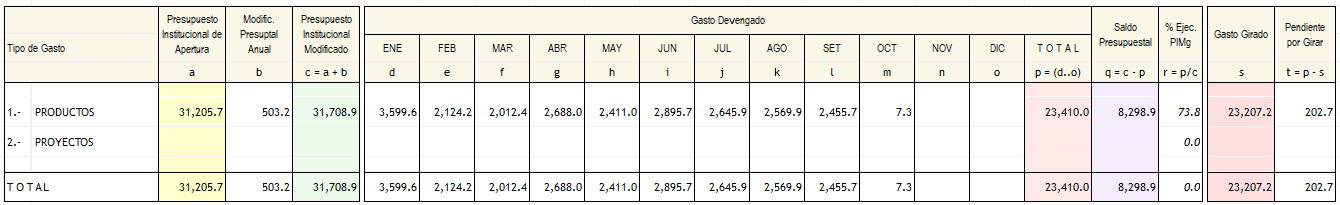 Tipo de Gasto | Presupuesto Institucional de Apertura | Modific. Presuptal Anual | Presupuesto Institucional Modificado | Gasto Devengado | Saldo Presupuestal | % Ejec. PIMg | Gasto Girado | Pendiente por Girar
ENE | FEB | MAR | ABR | MAY | JUN | JUL | AGO | SET | OCT | NOV | DIC | T O T A L
a | b | c = a + b | d | e | f | g | h | i | j | k | l | m | n | o | p = (d..o) | q = c - p | r = p/c | s | t = p - s
1.- PRODUCTOS | 31,205.7 | 503.2 | 31,708.9 | 3,599.6 | 2,124.2 | 2,012.4 | 2,688.0 | 2,411.0 | 2,895.7 | 2,645.9 | 2,569.9 | 2,455.7 | 7.3 | 23,410.0 | 8,298.9 | 73.8 | 23,207.2 | 202.7
2.- PROYECTOS | 0.0
T O T A L | 31,205.7 | 503.2 | 31,708.9 | 3,599.6 | 2,124.2 | 2,012.4 | 2,688.0 | 2,411.0 | 2,895.7 | 2,645.9 | 2,569.9 | 2,455.7 | 7.3 | 23,410.0 | 8,298.9 | 0.0 | 23,207.2 | 202.7